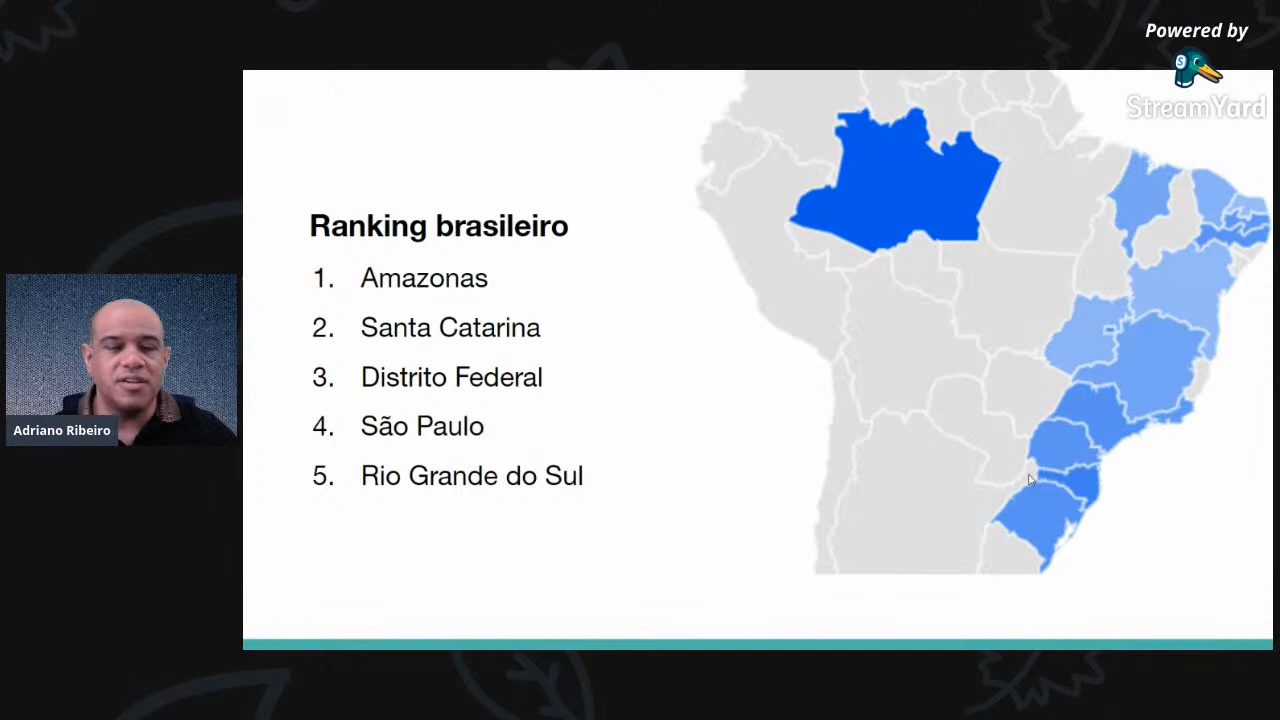 Powered by
StreamYard
Ranking brasileiro
1. Amazonas
2. Santa Catarina
3. Distrito Federal
4. São Paulo
5. Rio Grande do Sul
Adriano Ribeiro